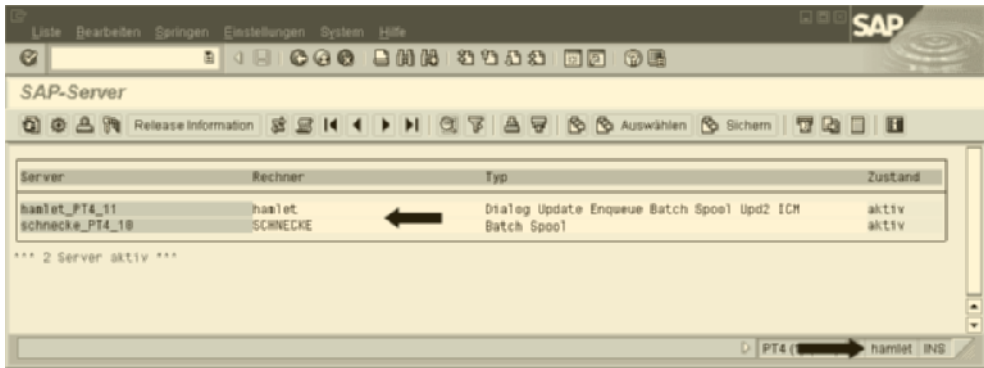 Liste Bearbeiten Springen Einstellungen System Hilfe
SAP
SAP-Server
Release Information Auswählen Sichern
Server Rechner Typ Zustand
hamlet_PT4_11 hamlet Dialog Update Enqueue Batch Spool Upd2 ICM aktiv
schnecke_PT4_10 SCHNECKE Batch Spool aktiv
*** 2 Server aktiv ***
PT4 ( hamlet INS